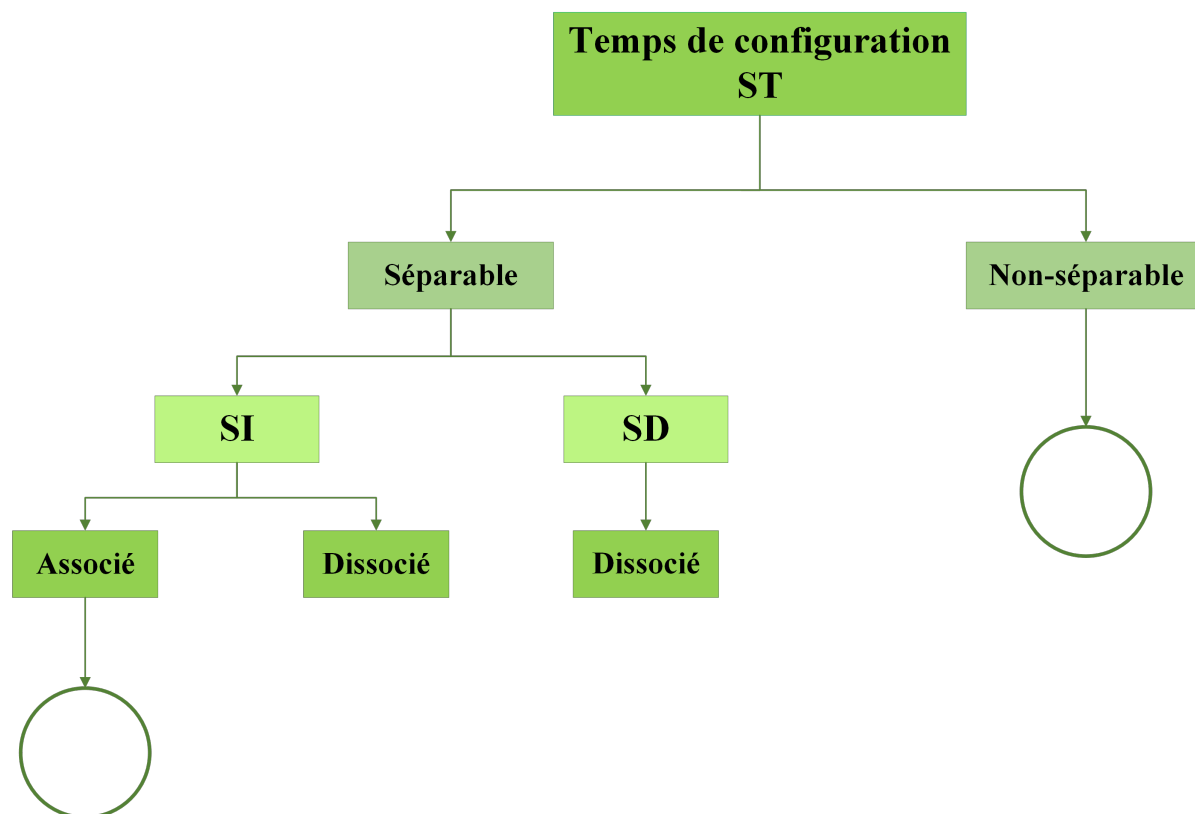 Temps de configuration
ST
Séparable
Non-séparable
SI
SD
Associé
Dissocié
Dissocié